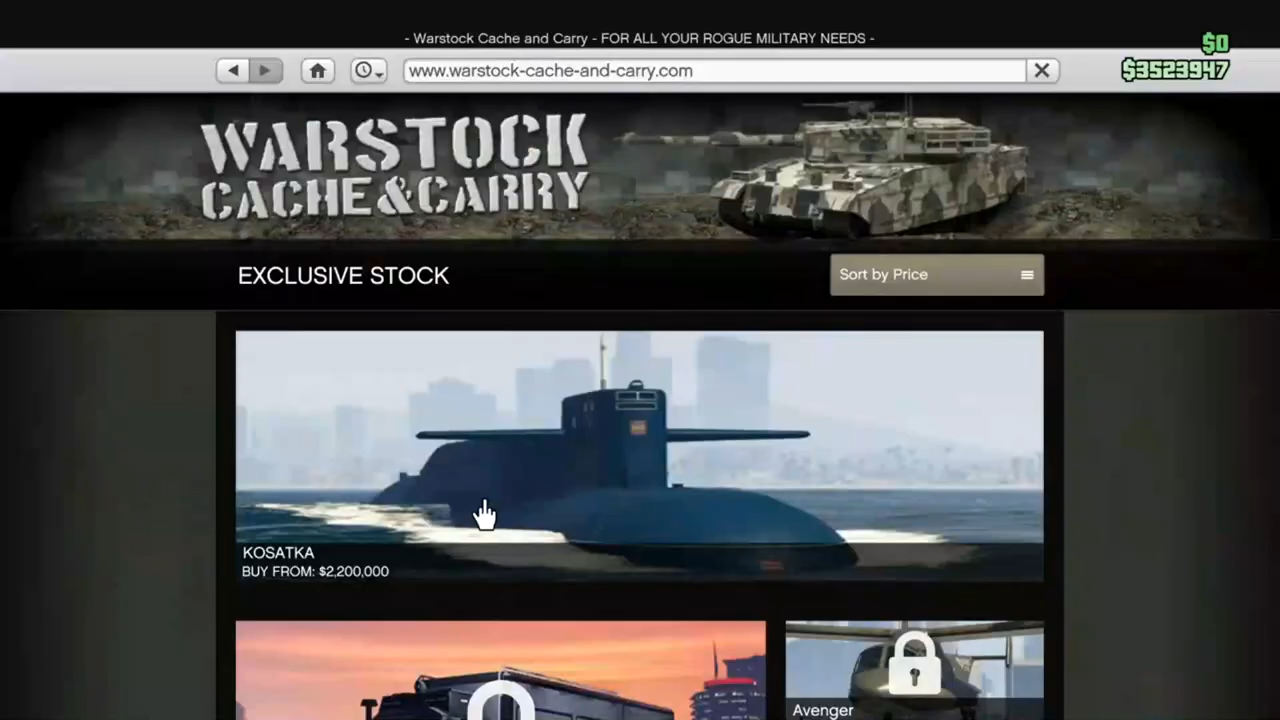 - Warstock Cache and Carry - FOR ALL YOUR ROGUE MILITARY NEEDS -
$0
www.warstock-cache-and-carry.com
$3523947
WARSTOCK
CACHE&CARRY
EXCLUSIVE STOCK
Sort by Price
KOSATKA
BUY FROM: $2,200,000
Avenger